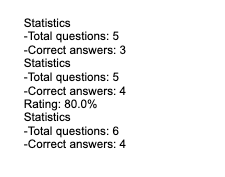 Statistics
-Total questions: 5
-Correct answers: 3
Statistics
-Total questions: 5
-Correct answers: 4
Rating: 80.0%
Statistics
-Total questions: 6
-Correct answers: 4